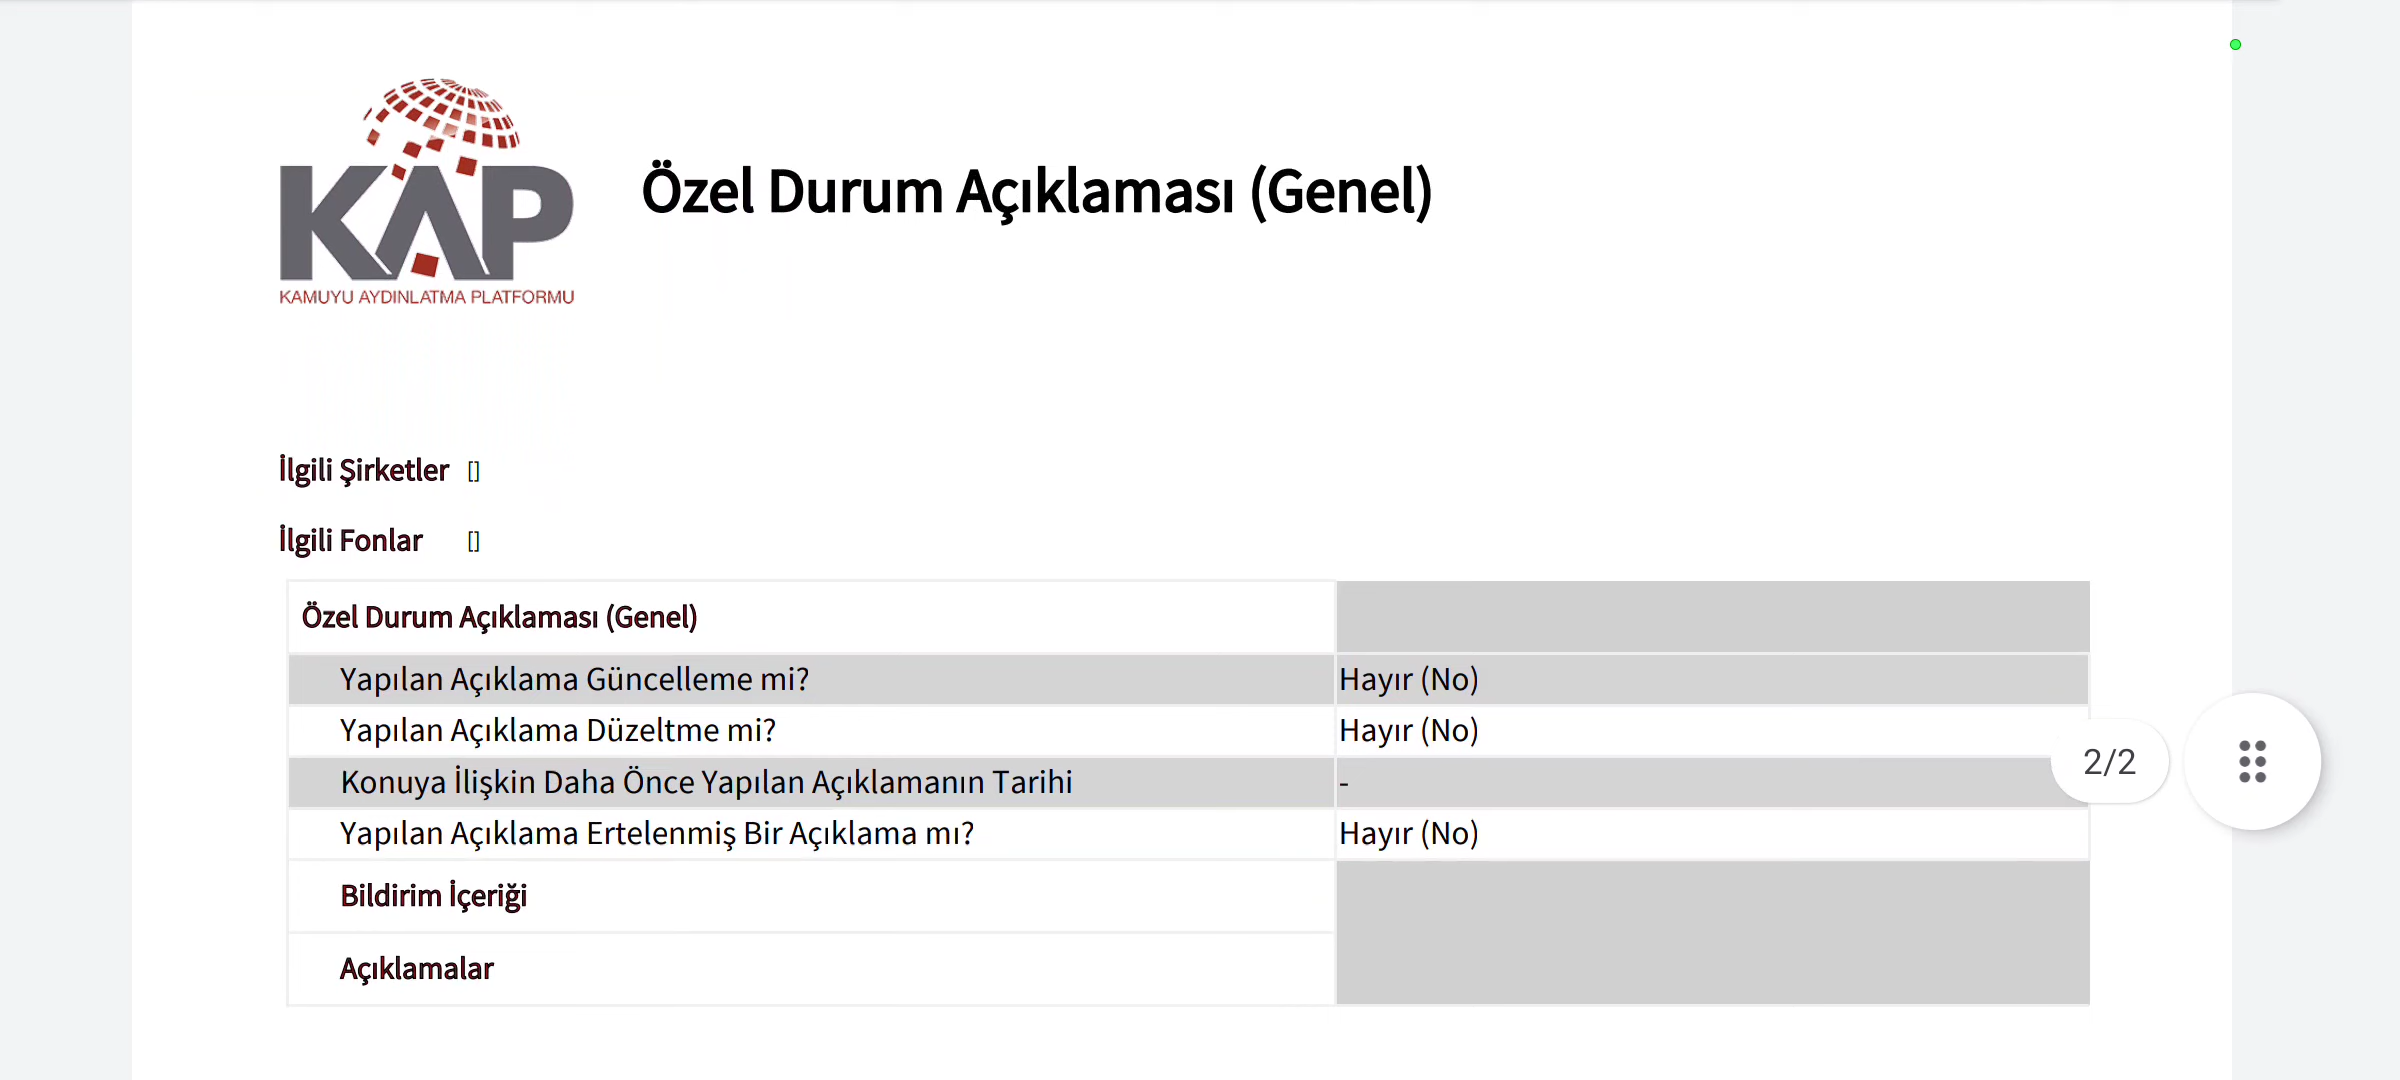 KAP
KAMUYU AYDINLATMA PLATFORMU
Özel Durum Açıklaması (Genel)
İlgili Şirketler []
İlgili Fonlar []
Özel Durum Açıklaması (Genel)
Yapılan Açıklama Güncelleme mi? Hayır (No)
Yapılan Açıklama Düzeltme mi? Hayır (No)
Konuya İlişkin Daha Önce Yapılan Açıklamanın Tarihi -
Yapılan Açıklama Ertelenmiş Bir Açıklama mı? Hayır (No)
Bildirim İçeriği
Açıklamalar
2/2